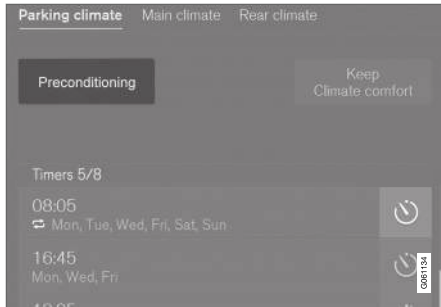 Parking climate Main climate Rear climate
Preconditioning
Keep
Climate comfort
Timers 5/8
08:05
Mon, Tue, Wed, Fri, Sat, Sun
16:45
Mon, Wed, Fri
G061134